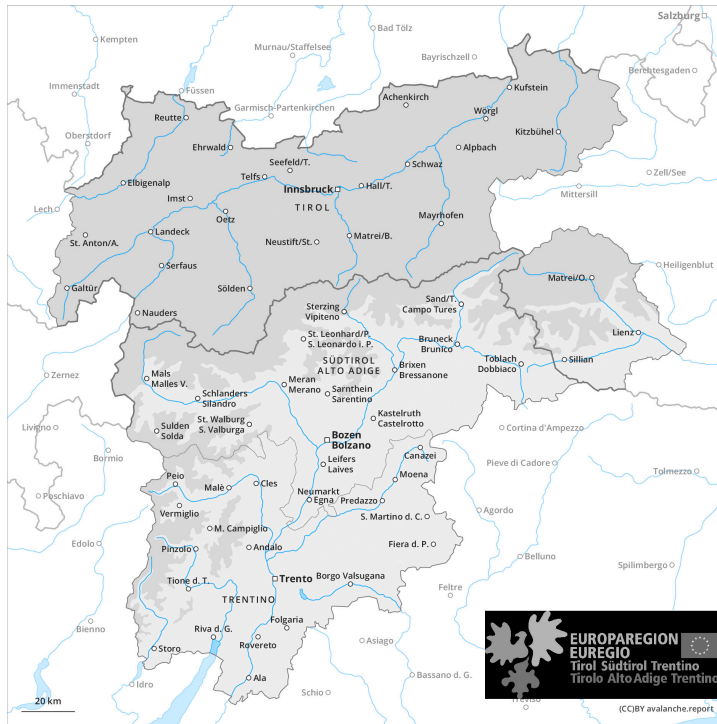 Salzburg
Kempten
Bad Tölz
Murnau/Staffelsee
Bayrischzell
Berchtesgaden
Immenstadt
Füssen
Kufstein
Achenkirch
Garmisch-Partenkirchen
Reutte
Wörgl
Oberstdorf
Kitzbühel
Ehrwald
Alpbach
Seefeld/T.
Schwaz
Zell/See
Telfs
Elbigenalp
Innsbruck
Hall/T.
Mittersill
Imst
TIROL
Lech
Oetz
Mayrhofen
Landeck
Matrei/B.
St. Anton/A.
Neustift/St.
Serfaus
Heiligenblut
Matrei/O.
Galtür
Sölden
Sand/T.
Campo Tures
Sterzing
Vipiteno
Nauders
St. Leonhard/P.
S. Leonardo i. P.
Lienz
Bruneck
Brunico
SÜDTIROL
ALTO ADIGE
Toblach
Dobbiaco
Sillian
Brixen
Bressanone
Zernez
Mals
Malles V.
Meran
Merano
Sarnthein
Sarentino
Schlanders
Silandro
Kastelruth
Castelrotto
St. Walburg
S. Valburga
Livigno
Sulden
Solda
Cortina d'Ampezzo
Bozen
Bolzano
Bormio
Canazei
Leifers
Laives
Pieve di Cadore
Tolmezzo
Peio
Moena
Malè
Cles
Neumarkt
Egna
Predazzo
Poschiavo
Vermiglio
Agordo
S. Martino d. C.
M. Campiglio
Edolo
Fiera d. P.
Pinzolo
Andalo
Belluno
Spilimbergo
Trento
Borgo Valsugana
Tione d. T.
Feltre
TRENTINO
Folgaria
Bienno
Riva d. G.
Rovereto
Asiago
Storo
Ala
Bassano d. G.
Idro
Schio
Treviso
EUROPAREGION
EUREGIO
Tirol Südtirol Trentino
Tirolo Alto Adige Trentino
20 km
(CC)BY avalanche.report